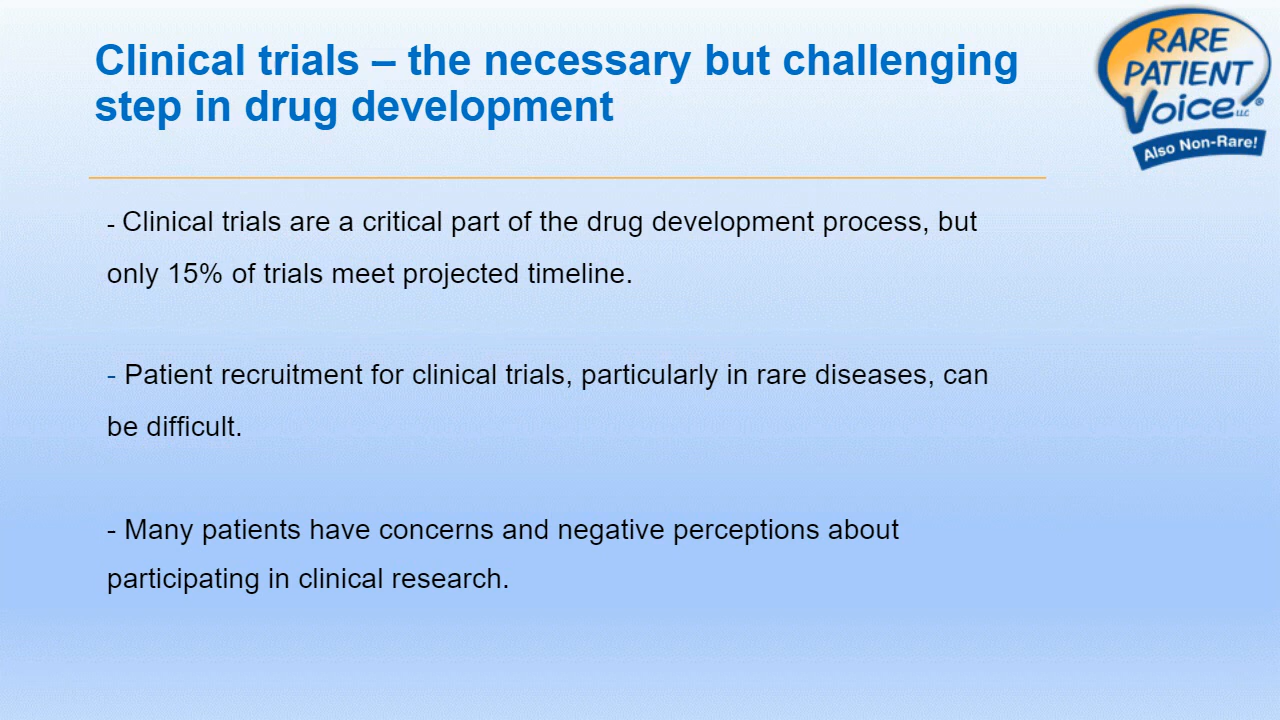 Clinical trials – the necessary but challenging
step in drug development
RARE
PATIENT
Voice LLC ®
Also Non-Rare!
- Clinical trials are a critical part of the drug development process, but
only 15% of trials meet projected timeline.
- Patient recruitment for clinical trials, particularly in rare diseases, can
be difficult.
- Many patients have concerns and negative perceptions about
participating in clinical research.